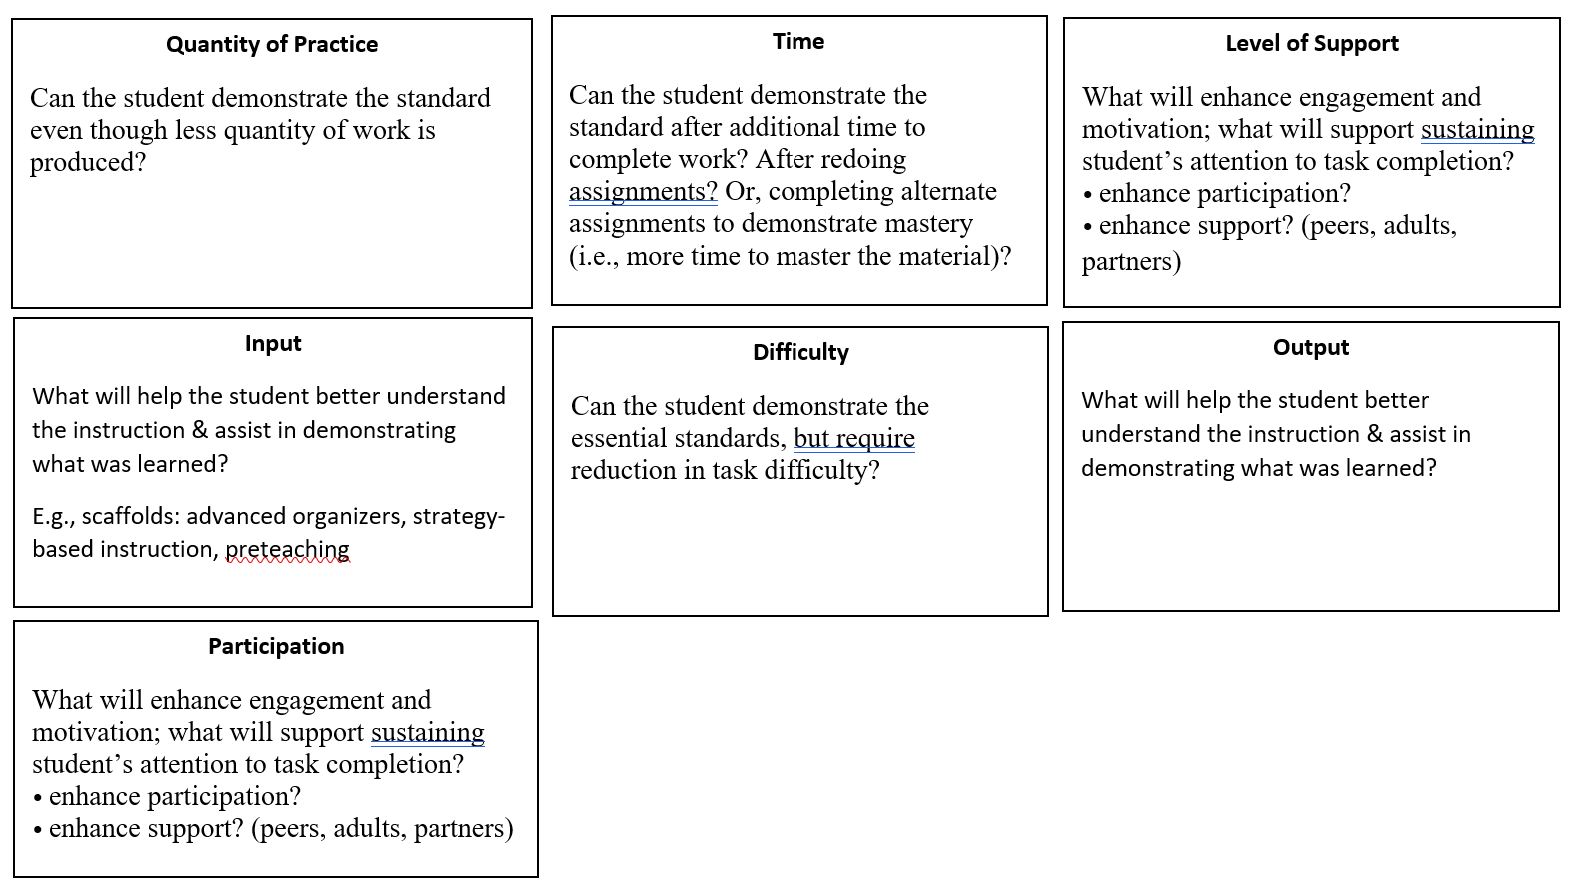 Quantity of Practice
Can the student demonstrate the standard
even though less quantity of work is
produced?
Time
Can the student demonstrate the
standard after additional time to
complete work? After redoing
assignments? Or, completing alternate
assignments to demonstrate mastery
(i.e., more time to master the material)?
Level of Support
What will enhance engagement and
motivation; what will support sustaining
student’s attention to task completion?
• enhance participation?
• enhance support? (peers, adults,
partners)
Input
What will help the student better understand
the instruction & assist in demonstrating
what was learned?
E.g., scaffolds: advanced organizers, strategy-
based instruction, preteaching
Difficulty
Can the student demonstrate the
essential standards, but require
reduction in task difficulty?
Output
What will help the student better
understand the instruction & assist in
demonstrating what was learned?
Participation
What will enhance engagement and
motivation; what will support sustaining
student’s attention to task completion?
• enhance participation?
• enhance support? (peers, adults, partners)